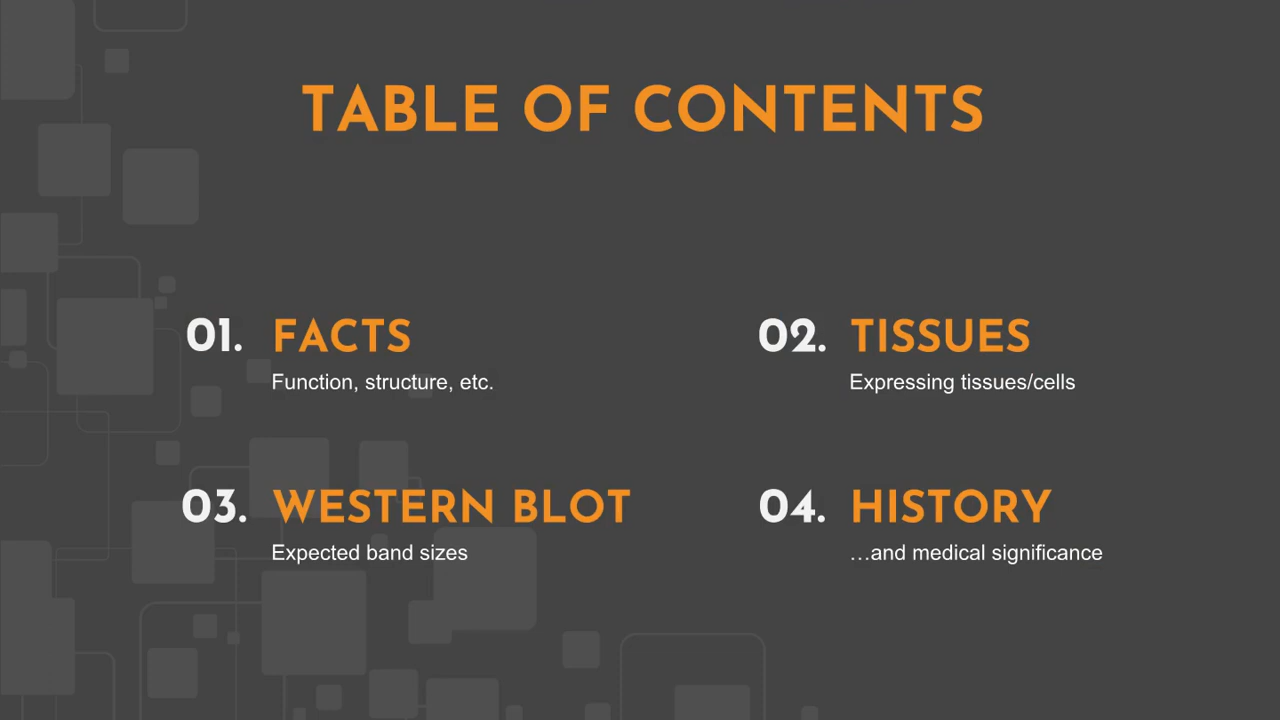 TABLE OF CONTENTS
01. FACTS
Function, structure, etc.
02. TISSUES
Expressing tissues/cells
03. WESTERN BLOT
Expected band sizes
04. HISTORY
…and medical significance